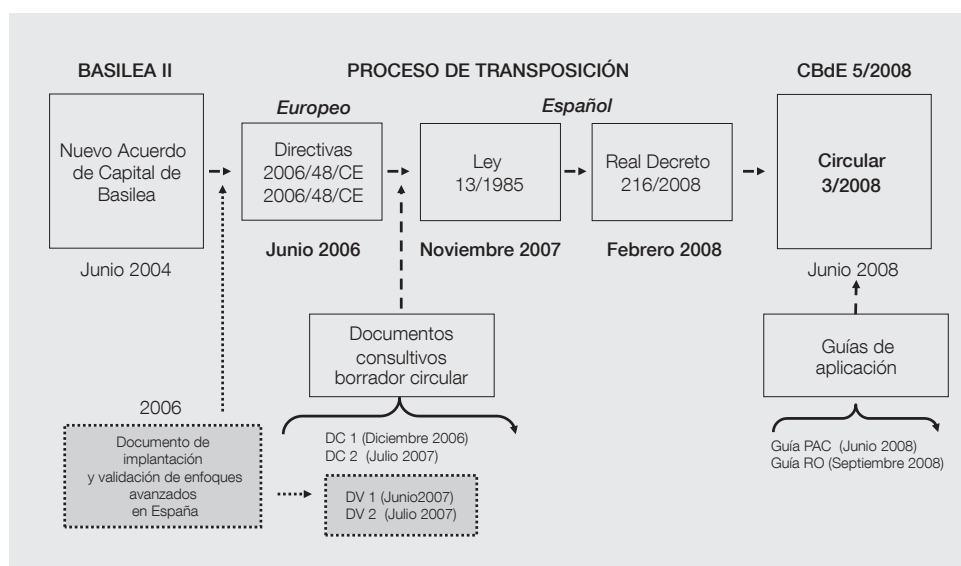 BASILEA II
PROCESO DE TRANSPOSICIÓN
CBdE 5/2008
Europeo
Español
Nuevo Acuerdo
de Capital de
Basilea
Directivas
2006/48/CE
2006/48/CE
Ley
13/1985
Real Decreto
216/2008
Circular
3/2008
Junio 2004
Junio 2006
Noviembre 2007
Febrero 2008
Junio 2008
Documentos
consultivos
borrador circular
Guías de
aplicación
2006
Documento de
implantación
y validación de enfoques
avanzados
en España
DC 1 (Diciembre 2006)
DC 2 (Julio 2007)
DV 1 (Junio2007)
DV 2 (Julio 2007)
Guía PAC (Junio 2008)
Guía RO (Septiembre 2008)